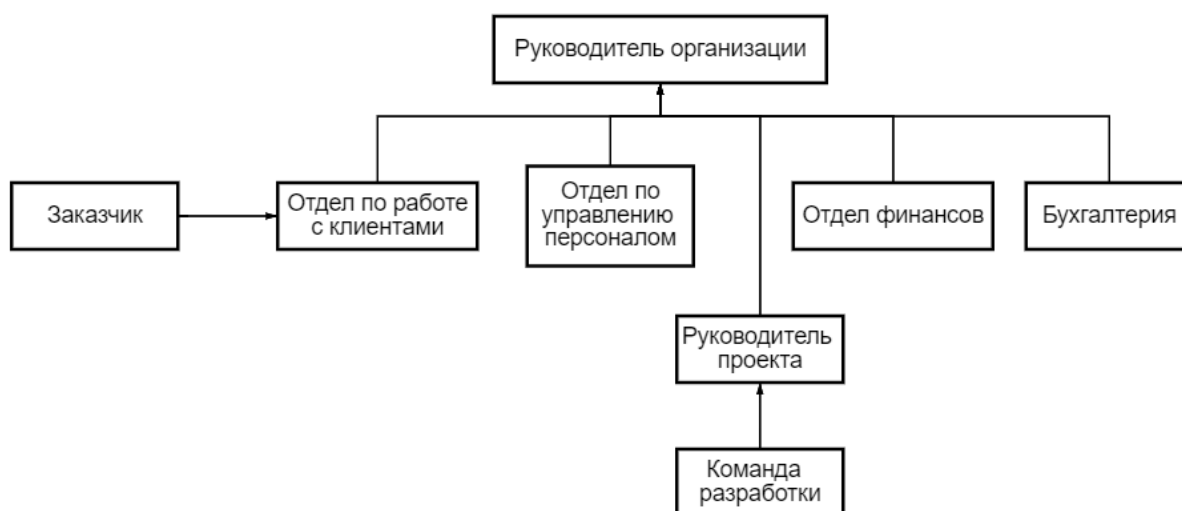 Руководитель организации
Заказчик
Отдел по работе
с клиентами
Отдел по
управлению
персоналом
Отдел финансов
Бухгалтерия
Руководитель
проекта
Команда
разработки